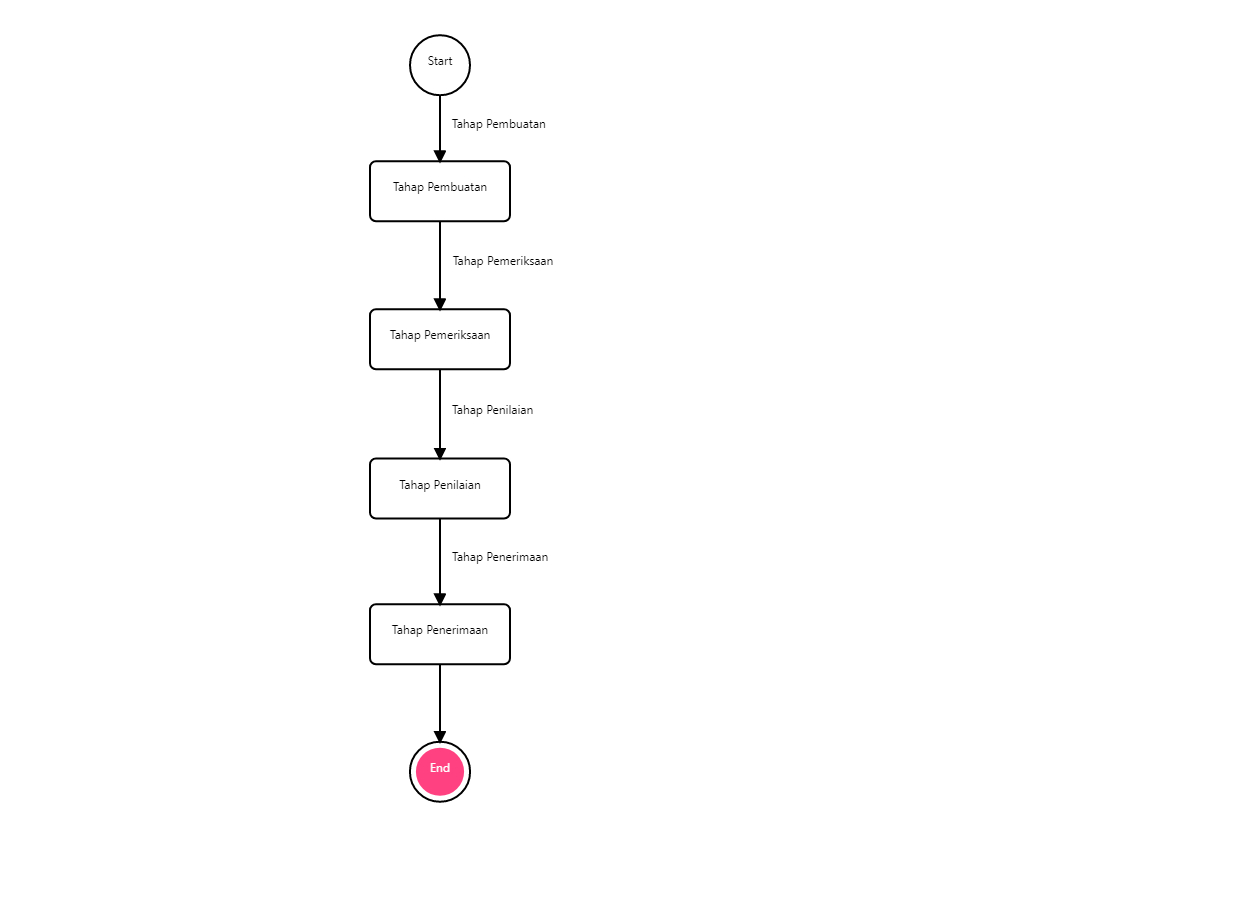 Start
Tahap Pembuatan
Tahap Pembuatan
Tahap Pemeriksaan
Tahap Pemeriksaan
Tahap Penilaian
Tahap Penilaian
Tahap Penerimaan
Tahap Penerimaan
End